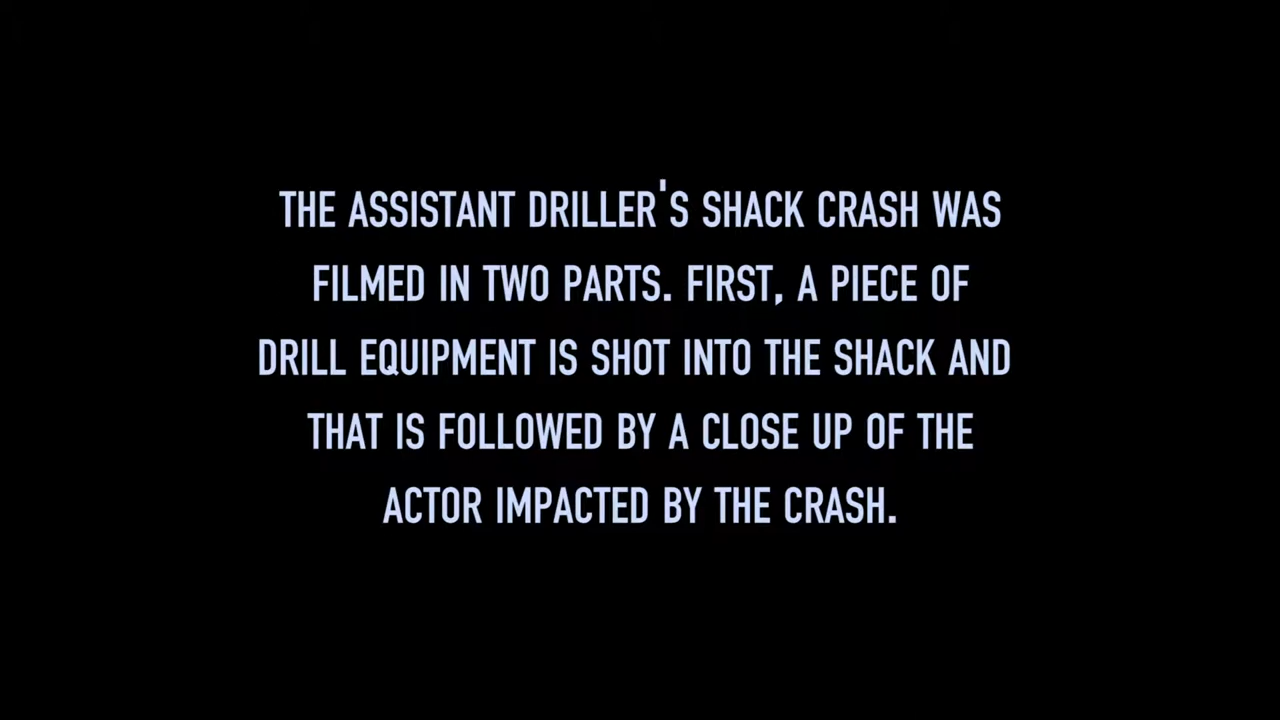 THE ASSISTANT DRILLER'S SHACK CRASH WAS
FILMED IN TWO PARTS. FIRST, A PIECE OF
DRILL EQUIPMENT IS SHOT INTO THE SHACK AND
THAT IS FOLLOWED BY A CLOSE UP OF THE
ACTOR IMPACTED BY THE CRASH.